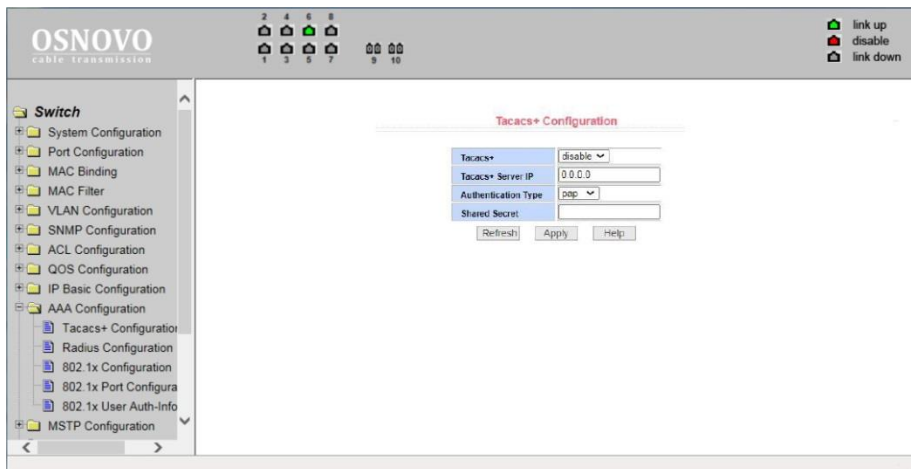 OSNOVO
cable transmission
2 4 6 8
1 3 5 7 9 10
link up
disable
link down
Switch
System Configuration
Port Configuration
MAC Binding
MAC Filter
VLAN Configuration
SNMP Configuration
ACL Configuration
QOS Configuration
IP Basic Configuration
AAA Configuration
Tacacs+ Configuration
Radius Configuration
802.1x Configuration
802.1x Port Configura
802.1x User Auth-Info
MSTP Configuration
Tacacs+ Configuration
Tacacs+ disable
Tacacs+ Server IP 0.0.0.0
Authentication Type pap
Shared Secret
Refresh Apply Help